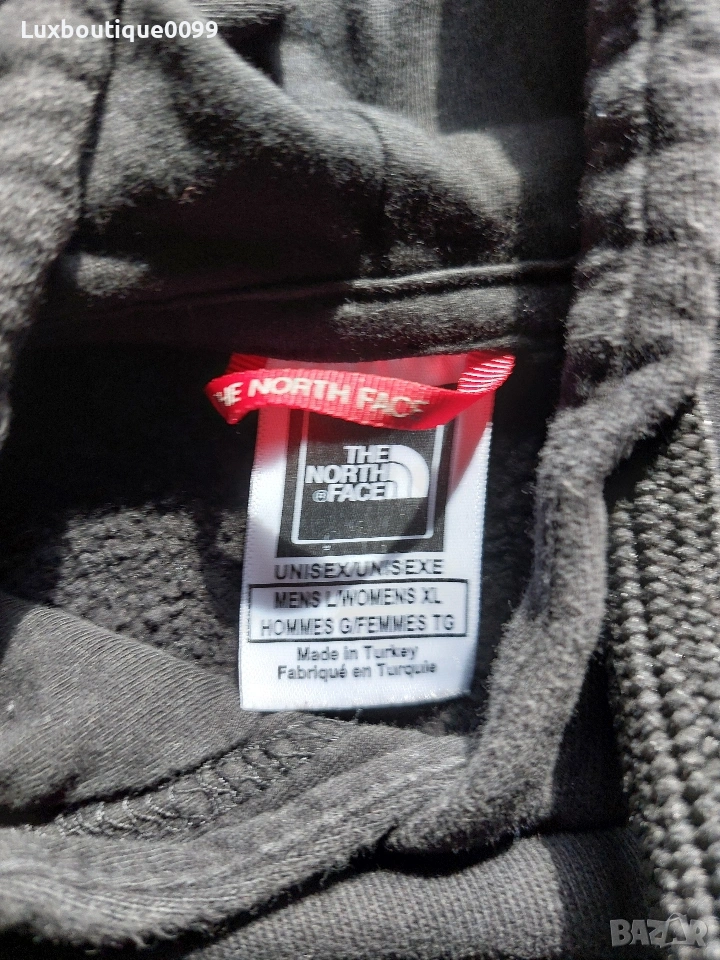 Luxboutique0099
HE NORTH FACE
THE
NORTH
®FACE
UNISEX/UNISEXE
MENS L/WOMENS XL
HOMMES G/FEMMES TG
Made in Turkey
Fabriqué en Turquie
BAZAR